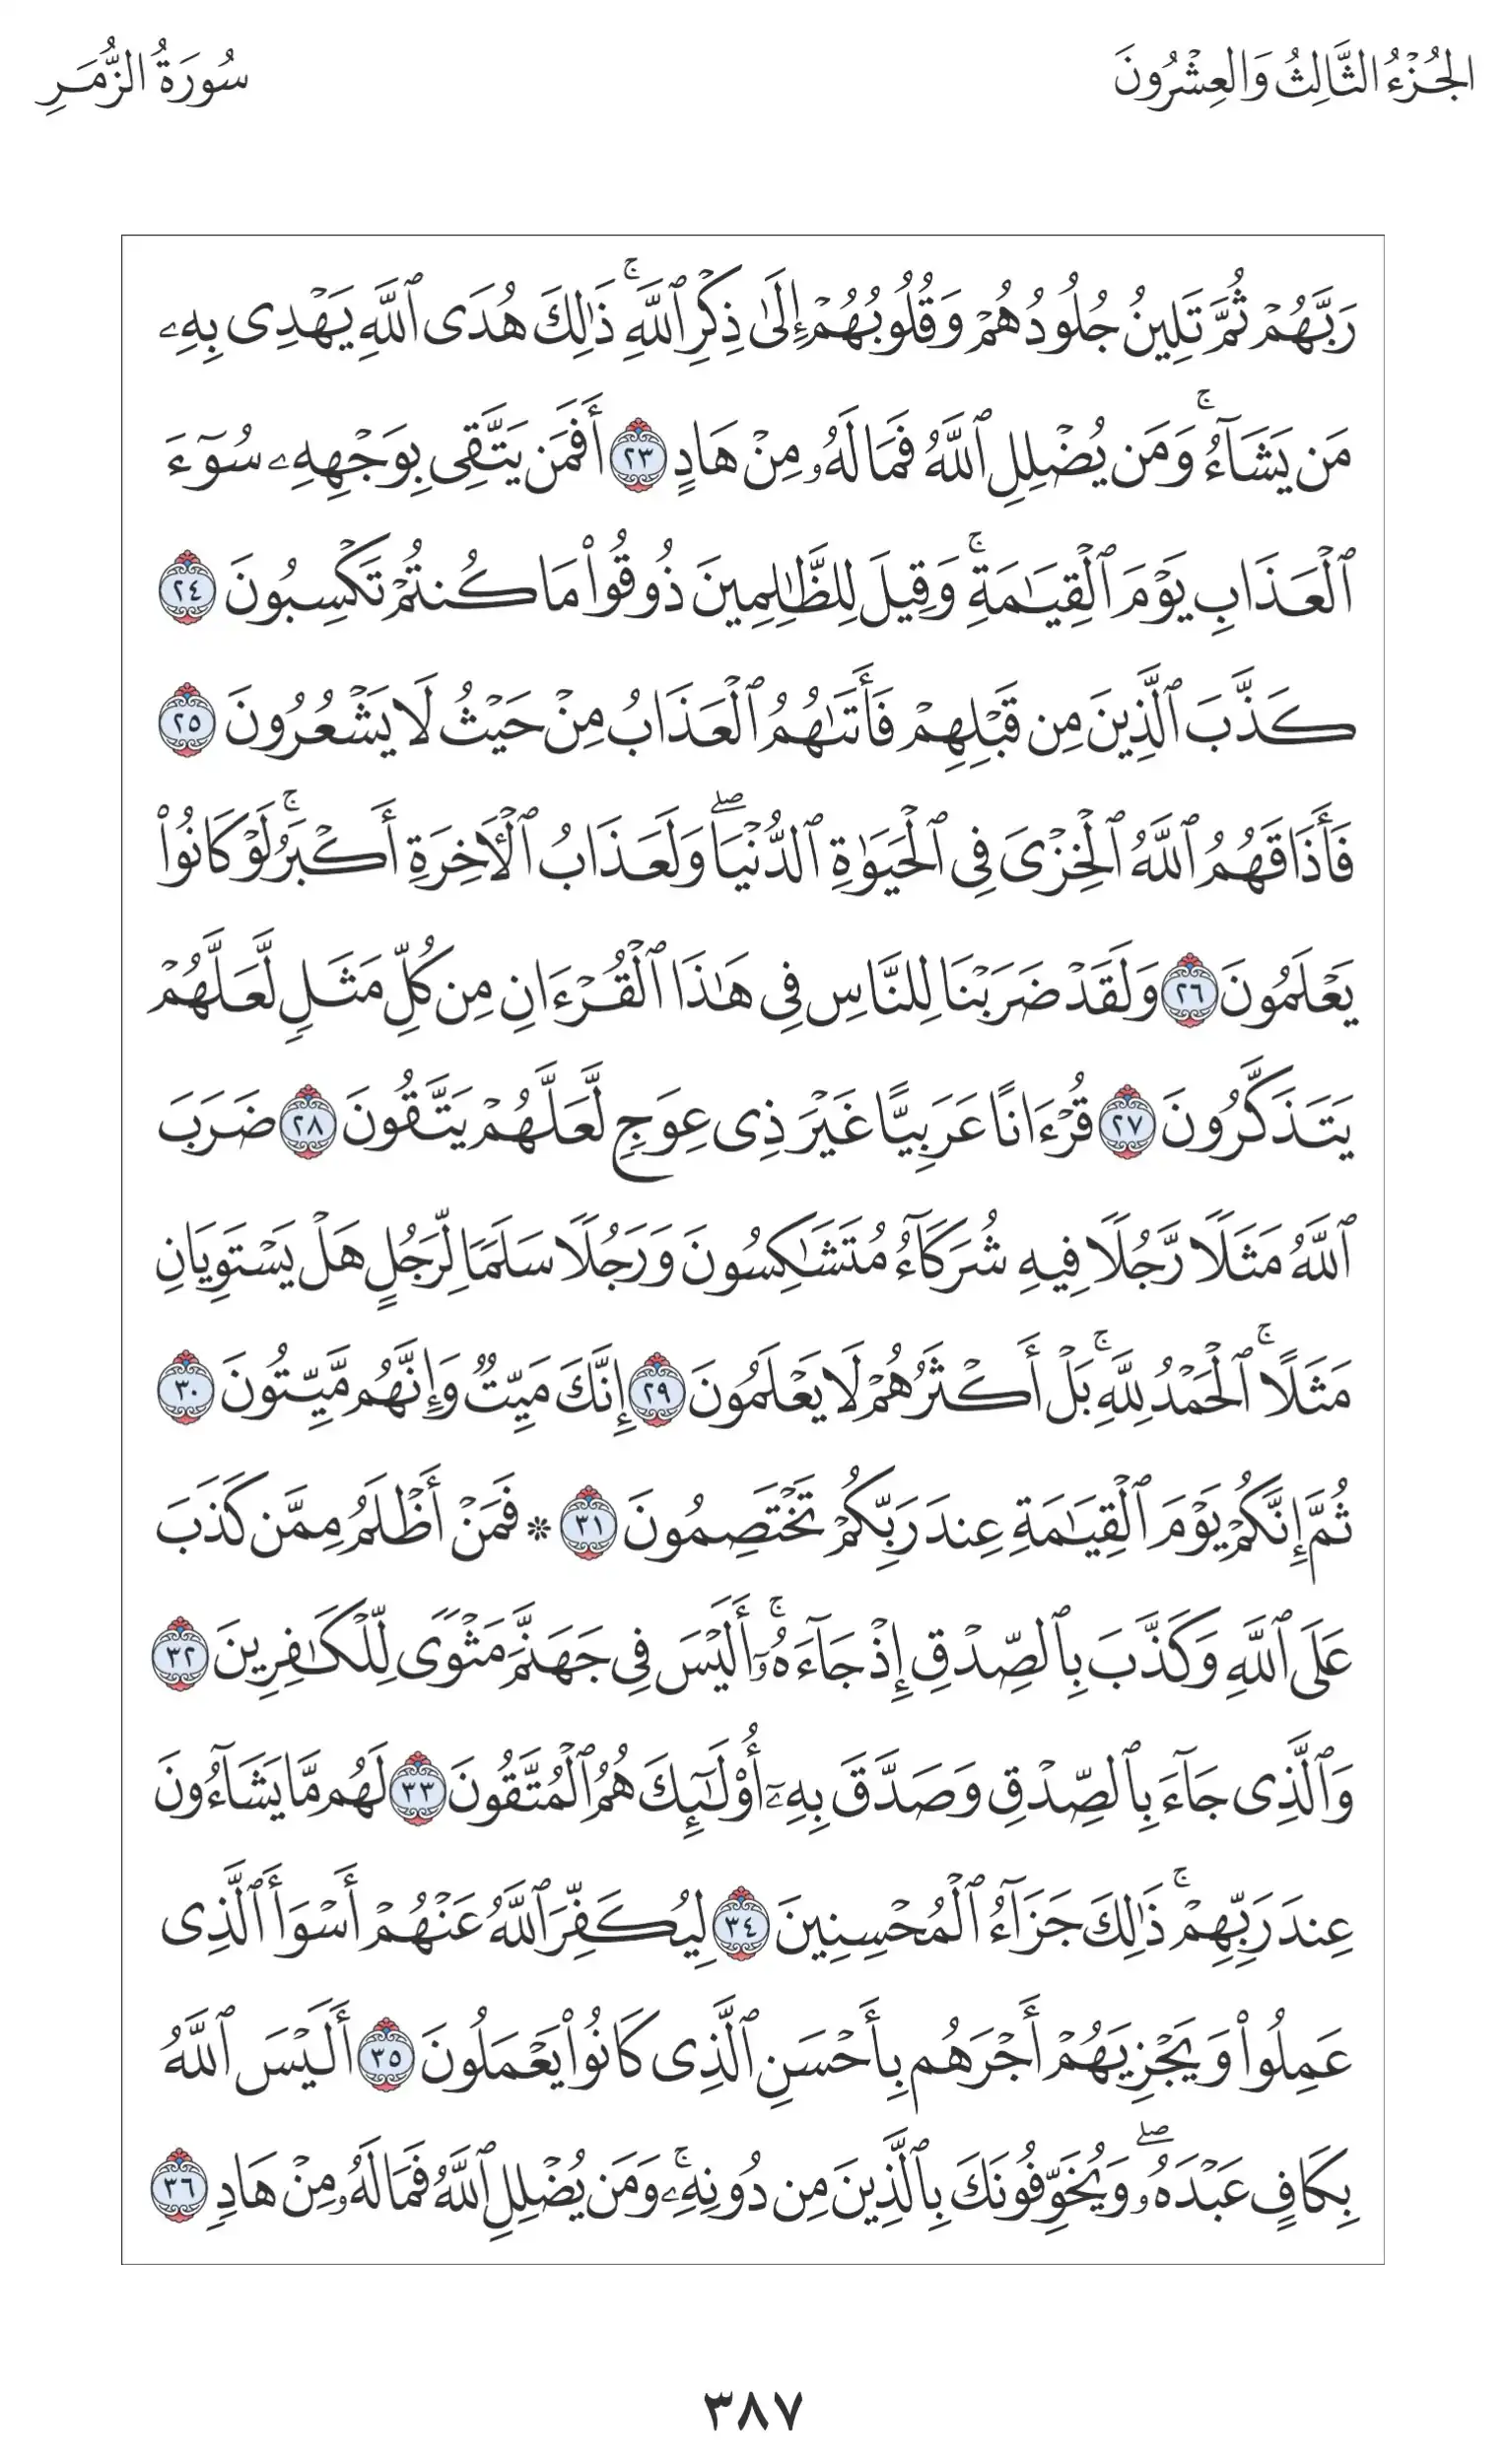 الجُزْءُ الثَّالِثُ وَالعِشْرُونَ
سُورَةُ الزُّمَرِ
رَبَّهُمْ ثُمَّ تَلِينُ جُلُودُهُمْ وَقُلُوبُهُمْ إِلَىٰ ذِكْرِ ٱللَّهِۚ ذَٰلِكَ هُدَى ٱللَّهِ يَهْدِى بِهِۦ
مَن يَشَآءُۚ وَمَن يُضْلِلِ ٱللَّهُ فَمَا لَهُۥ مِنْ هَادٍ ٢٣ أَفَمَن يَتَّقِى بِوَجْهِهِۦ سُوٓءَ
ٱلْعَذَابِ يَوْمَ ٱلْقِيَٰمَةِۚ وَقِيلَ لِلظَّٰلِمِينَ ذُوقُوا۟ مَا كُنتُمْ تَكْسِبُونَ ٢٤
كَذَّبَ ٱلَّذِينَ مِن قَبْلِهِمْ فَأَتَىٰهُمُ ٱلْعَذَابُ مِنْ حَيْثُ لَا يَشْعُرُونَ ٢٥
فَأَذَاقَهُمُ ٱللَّهُ ٱلْخِزْىَ فِى ٱلْحَيَوٰةِ ٱلدُّنْيَاۖ وَلَعَذَابُ ٱلْـَٔاخِرَةِ أَكْبَرُۚ لَوْ كَانُوا۟
يَعْلَمُونَ ٢٦ وَلَقَدْ ضَرَبْنَا لِلنَّاسِ فِى هَٰذَا ٱلْقُرْءَانِ مِن كُلِّ مَثَلٍ لَّعَلَّهُمْ
يَتَذَكَّرُونَ ٢٧ قُرْءَانًا عَرَبِيًّا غَيْرَ ذِى عِوَجٍ لَّعَلَّهُمْ يَتَّقُونَ ٢٨ ضَرَبَ
ٱللَّهُ مَثَلًا رَّجُلًا فِيهِ شُرَكَآءُ مُتَشَٰكِسُونَ وَرَجُلًا سَلَمًا لِّرَجُلٍ هَلْ يَسْتَوِيَانِ
مَثَلًاۚ ٱلْحَمْدُ لِلَّهِۚ بَلْ أَكْثَرُهُمْ لَا يَعْلَمُونَ ٢٩ إِنَّكَ مَيِّتٌ وَإِنَّهُم مَّيِّتُونَ ٣٠
ثُمَّ إِنَّكُمْ يَوْمَ ٱلْقِيَٰمَةِ عِندَ رَبِّكُمْ تَخْتَصِمُونَ ٣١ * فَمَنْ أَظْلَمُ مِمَّن كَذَبَ
عَلَى ٱللَّهِ وَكَذَّبَ بِٱلصِّدْقِ إِذْ جَآءَهُۥٓۚ أَلَيْسَ فِى جَهَنَّمَ مَثْوًى لِّلْكَٰفِرِينَ ٣٢
وَٱلَّذِى جَآءَ بِٱلصِّدْقِ وَصَدَّقَ بِهِۦٓ أُو۟لَٰٓئِكَ هُمُ ٱلْمُتَّقُونَ ٣٣ لَهُم مَّا يَشَآءُونَ
عِندَ رَبِّهِمْۚ ذَٰلِكَ جَزَآءُ ٱلْمُحْسِنِينَ ٣٤ لِيُكَفِّرَ ٱللَّهُ عَنْهُمْ أَسْوَأَ ٱلَّذِى
عَمِلُوا۟ وَيَجْزِيَهُمْ أَجْرَهُم بِأَحْسَنِ ٱلَّذِى كَانُوا۟ يَعْمَلُونَ ٣٥ أَلَيْسَ ٱللَّهُ
بِكَافٍ عَبْدَهُۥۖ وَيُخَوِّفُونَكَ بِٱلَّذِينَ مِن دُونِهِۦۚ وَمَن يُضْلِلِ ٱللَّهُ فَمَا لَهُۥ مِنْ هَادٍ ٣٦
٣٨٧